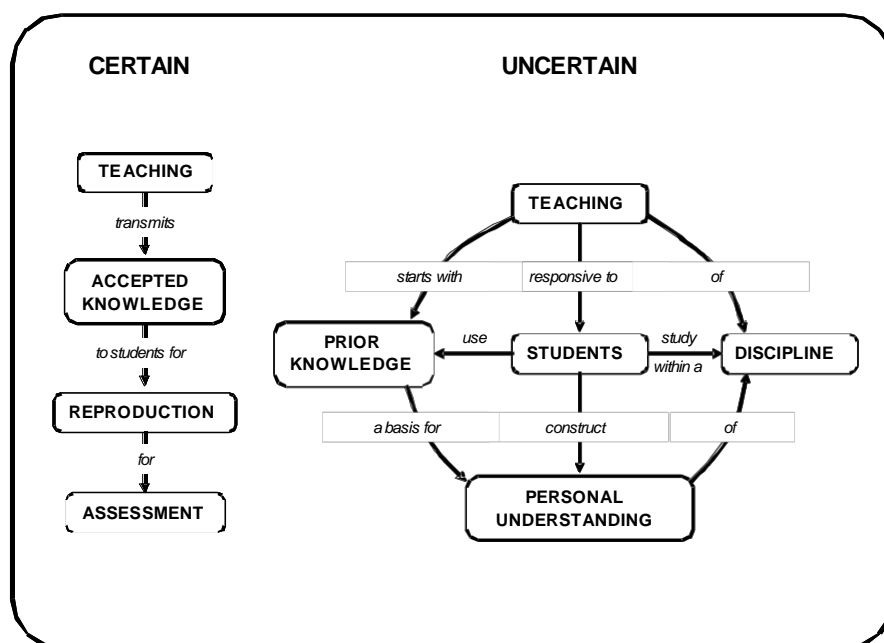 CERTAIN
UNCERTAIN
TEACHING
transmits
ACCEPTED
KNOWLEDGE
to students for
REPRODUCTION
for
ASSESSMENT
TEACHING
starts with
responsive to
of
PRIOR
KNOWLEDGE
use
STUDENTS
study
within a
DISCIPLINE
a basis for
construct
of
PERSONAL
UNDERSTANDING